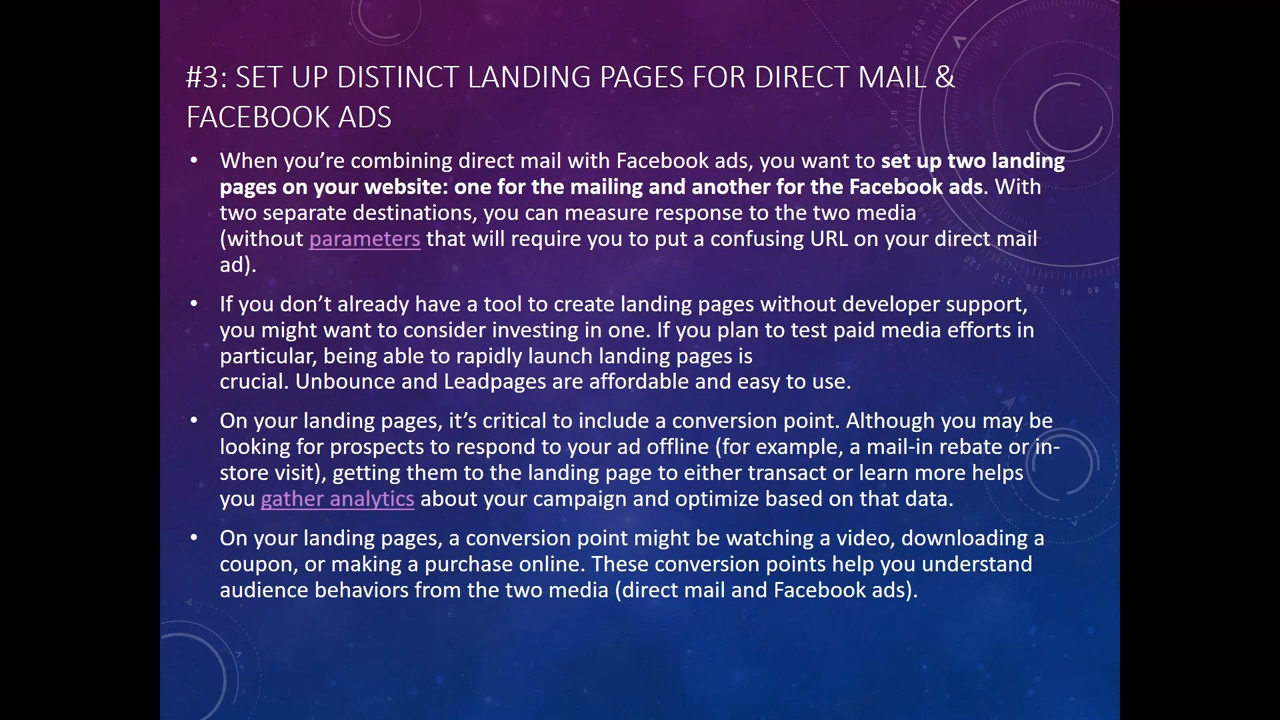 #3: SET UP DISTINCT LANDING PAGES FOR DIRECT MAIL &
FACEBOOK ADS
• When you’re combining direct mail with Facebook ads, you want to set up two landing
pages on your website: one for the mailing and another for the Facebook ads. With
two separate destinations, you can measure response to the two media
(without parameters that will require you to put a confusing URL on your direct mail
ad).
• If you don’t already have a tool to create landing pages without developer support,
you might want to consider investing in one. If you plan to test paid media efforts in
particular, being able to rapidly launch landing pages is
crucial. Unbounce and Leadpages are affordable and easy to use.
• On your landing pages, it’s critical to include a conversion point. Although you may be
looking for prospects to respond to your ad offline (for example, a mail-in rebate or in-
store visit), getting them to the landing page to either transact or learn more helps
you gather analytics about your campaign and optimize based on that data.
• On your landing pages, a conversion point might be watching a video, downloading a
coupon, or making a purchase online. These conversion points help you understand
audience behaviors from the two media (direct mail and Facebook ads).